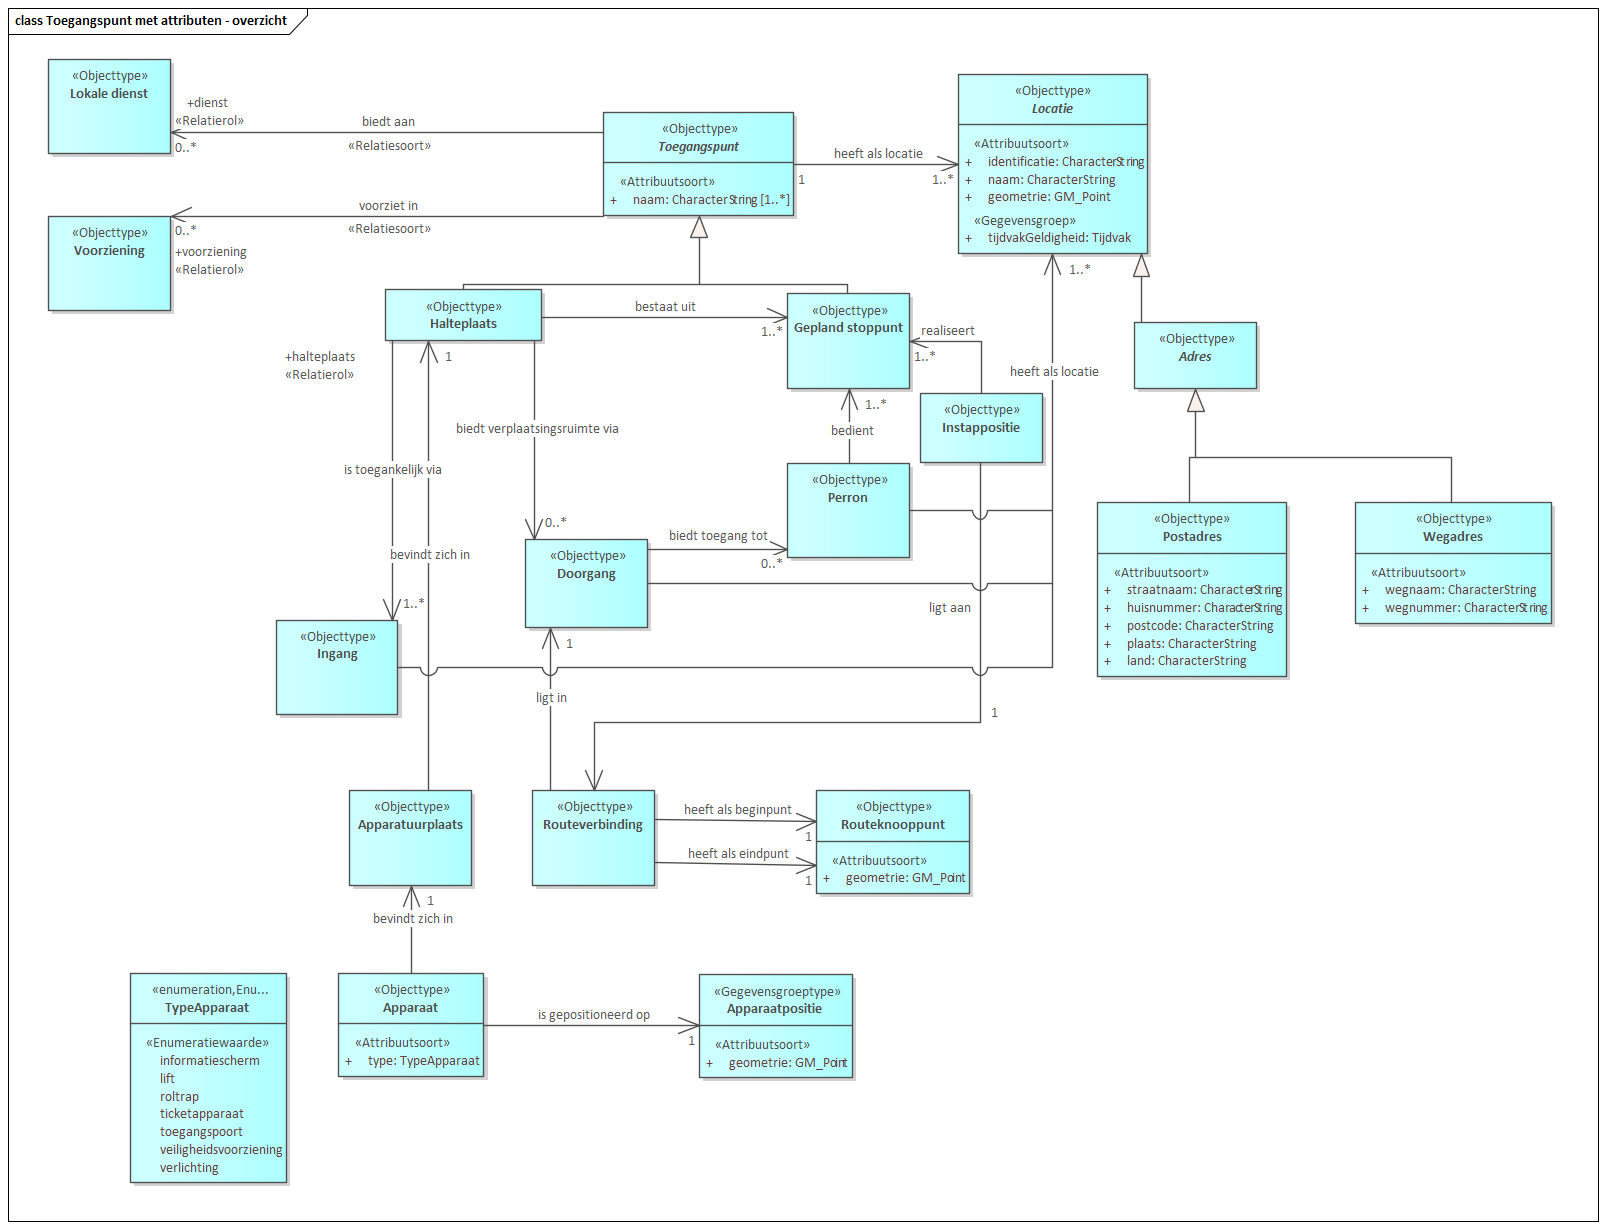 class Toegangspunt met attributen - overzicht
«Objecttype»
Lokale dienst
+dienst
«Relatierol»
0..*
biedt aan
«Relatiesoort»
«Objecttype»
Toegangspunt
«Attribuutsoort»
+ naam: CharacterString [1..*]
heeft als locatie
1
1..*
«Objecttype»
Locatie
«Attribuutsoort»
+ identificatie: CharacterString
+ naam: CharacterString
+ geometrie: GM_Point
«Gegevensgroep»
+ tijdvakGeldigheid: Tijdvak
«Objecttype»
Voorziening
voorziet in
«Relatiesoort»
0..*
+voorziening
«Relatierol»
«Objecttype»
Halteplaats
bestaat uit
1..*
«Objecttype»
Gepland stoppunt
realiseert
1..*
1..*
«Objecttype»
Adres
+halteplaats
«Relatierol»
1
heeft als locatie
«Objecttype»
Instappositie
biedt verplaatsingsruimte via
1..*
bedient
is toegankelijk via
«Objecttype»
Perron
bevindt zich in
0..*
biedt toegang tot
0..*
«Objecttype»
Doorgang
«Objecttype»
Postadres
«Attribuutsoort»
+ straatnaam: CharacterString
+ huisnummer: CharacterString
+ postcode: CharacterString
+ plaats: CharacterString
+ land: CharacterString
«Objecttype»
Wegadres
«Attribuutsoort»
+ wegnaam: CharacterString
+ wegnummer: CharacterString
1..*
ligt aan
«Objecttype»
Ingang
1
ligt in
1
«Objecttype»
Apparatuurplaats
«Objecttype»
Routeverbinding
heeft als beginpunt
1
heeft als eindpunt
1
«Objecttype»
Routeknooppunt
«Attribuutsoort»
+ geometrie: GM_Point
1
bevindt zich in
«enumeration,Enu...
TypeApparaat
«Enumeratiewaarde»
informatiescherm
lift
roltrap
ticketapparaat
toegangspoort
veiligheidsvoorziening
verlichting
«Objecttype»
Apparaat
«Attribuutsoort»
+ type: TypeApparaat
is gepositioneerd op
1
«Gegevensgroeptype»
Apparaatpositie
«Attribuutsoort»
+ geometrie: GM_Point